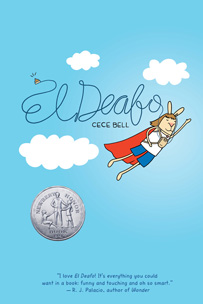 El Deafo
CECE BELL
"I love El Deafo! It's everything you could
want in a book: funny and touching and oh so smart."
— R. J. Palacio, author of Wonder